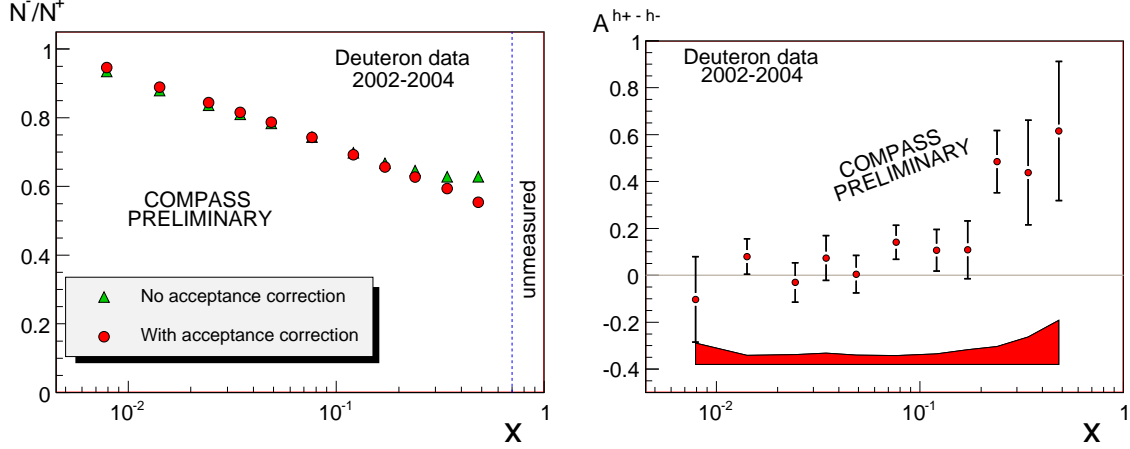 N⁻/N⁺
1
0.8
0.6
0.4
0.2
0
10⁻²
10⁻¹
1
x
Deuteron data
2002-2004
COMPASS
PRELIMINARY
unmeasured
No acceptance correction
With acceptance correction
A h+ - h-
1
0.8
0.6
0.4
0.2
0
-0.2
-0.4
10⁻²
10⁻¹
1
x
Deuteron data
2002-2004
COMPASS
PRELIMINARY